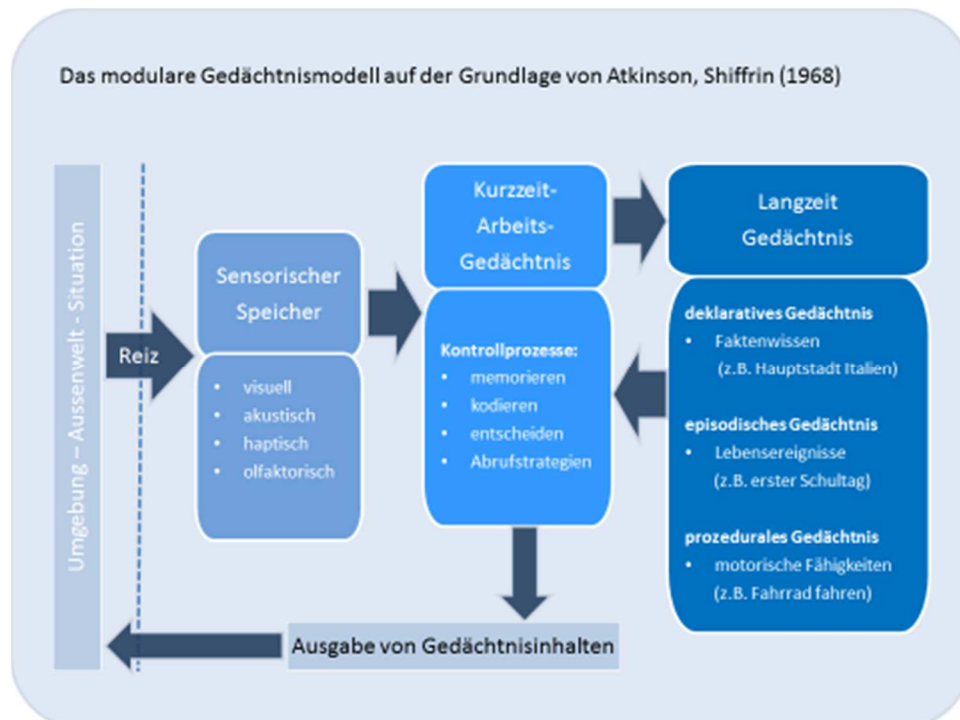 Das modulare Gedächtnismodell auf der Grundlage von Atkinson, Shiffrin (1968)
Umgebung – Aussenwelt - Situation
Reiz
Sensorischer
Speicher
• visuell
• akustisch
• haptisch
• olfaktorisch
Kurzzeit-
Arbeits-
Gedächtnis
Kontrollprozesse:
• memorieren
• kodieren
• entscheiden
• Abrufstrategien
Langzeit
Gedächtnis
deklaratives Gedächtnis
• Faktenwissen
(z.B. Hauptstadt Italien)
episodisches Gedächtnis
• Lebensereignisse
(z.B. erster Schultag)
prozedurales Gedächtnis
• motorische Fähigkeiten
(z.B. Fahrrad fahren)
Ausgabe von Gedächtnisinhalten